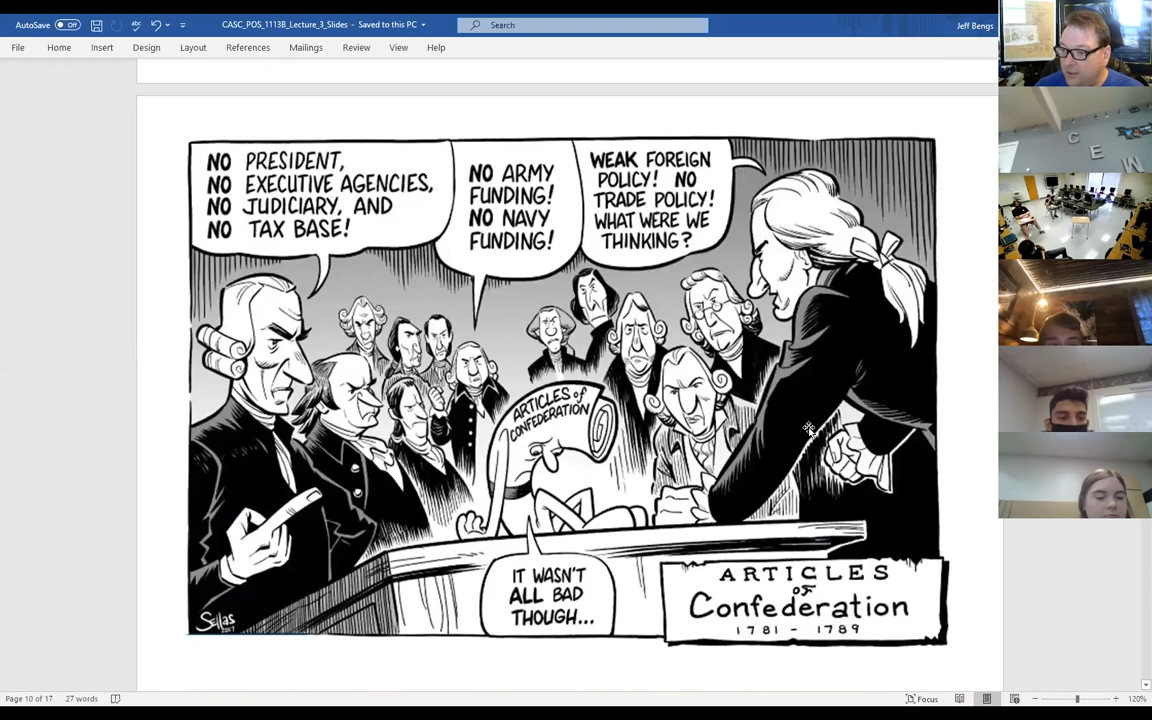 AutoSave Off
CASC_POS_1113B_Lecture_3_Slides - Saved to this PC
Search
Jeff Bengs
File Home Insert Design Layout References Mailings Review View Help
NO PRESIDENT,
NO EXECUTIVE AGENCIES,
NO JUDICIARY, AND
NO TAX BASE!
NO ARMY
FUNDING!
NO NAVY
FUNDING!
WEAK FOREIGN
POLICY! NO
TRADE POLICY!
WHAT WERE WE
THINKING?
ARTICLES of
CONFEDERATION
IT WASN'T
ALL BAD
THOUGH...
ARTICLES
OF
Confederation
1781 - 1789
Sellas
2017
C E W
Page 10 of 17 27 words
Focus
120%